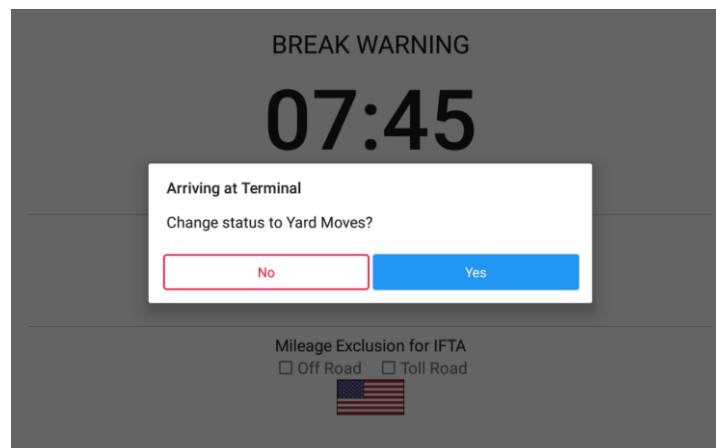 BREAK WARNING
07:45
Arriving at Terminal
Change status to Yard Moves?
No Yes
Mileage Exclusion for IFTA
Off Road Toll Road